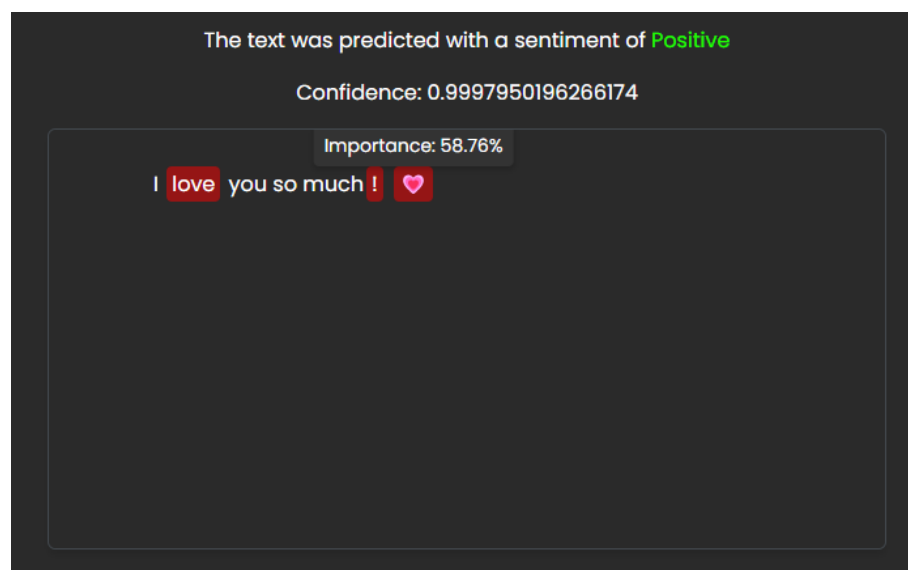 The text was predicted with a sentiment of Positive
Confidence: 0.9997950196266174
Importance: 58.76%
I love you so much ! 💗